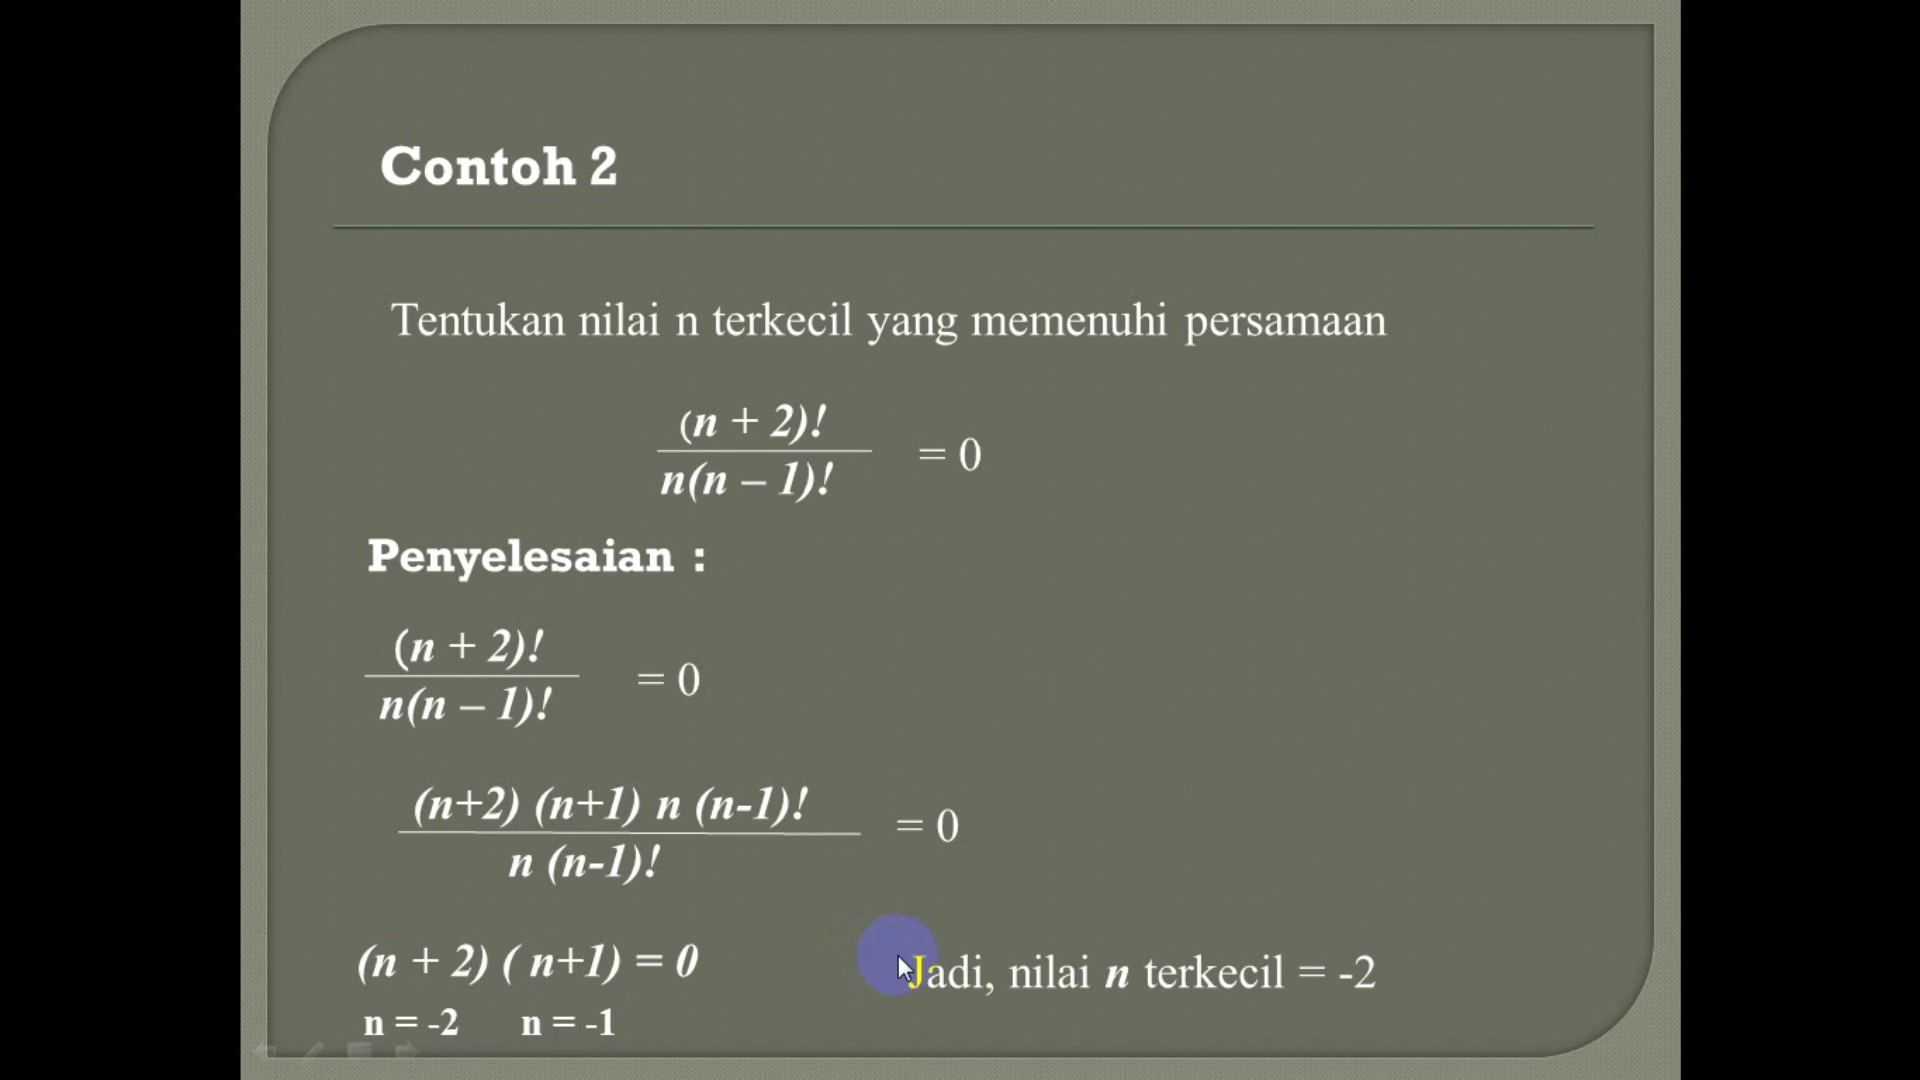 Contoh 2
Tentukan nilai n terkecil yang memenuhi persamaan
(n + 2)!
= 0
n(n – 1)!
Penyelesaian :
(n + 2)!
= 0
n(n – 1)!
(n+2) (n+1) n (n-1)!
= 0
n (n-1)!
(n + 2) ( n+1) = 0
Jadi, nilai n terkecil = -2
n = -2 n = -1